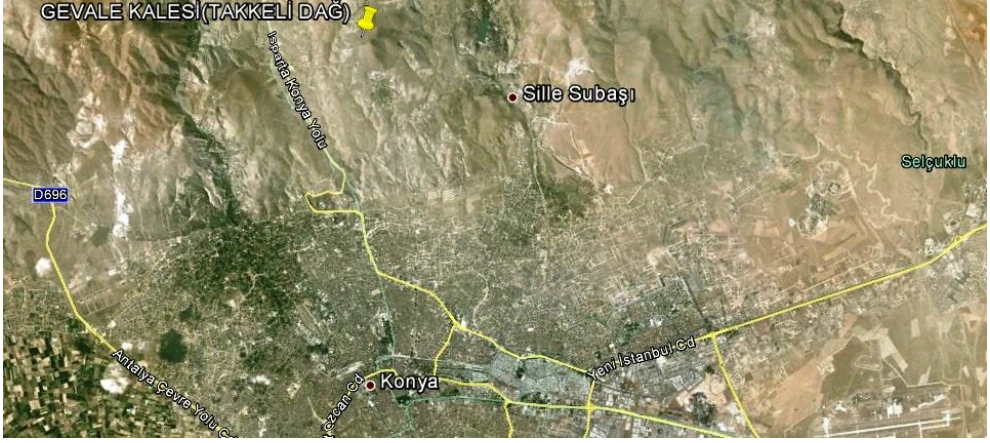 GEVALE KALESİ(TAKKELİ DAĞ)
Isparta Konya Yolu
Sille Subaşı
Selçuklu
D696
Yeni İstanbul Cd
Antalya Çevre Yolu
Konya